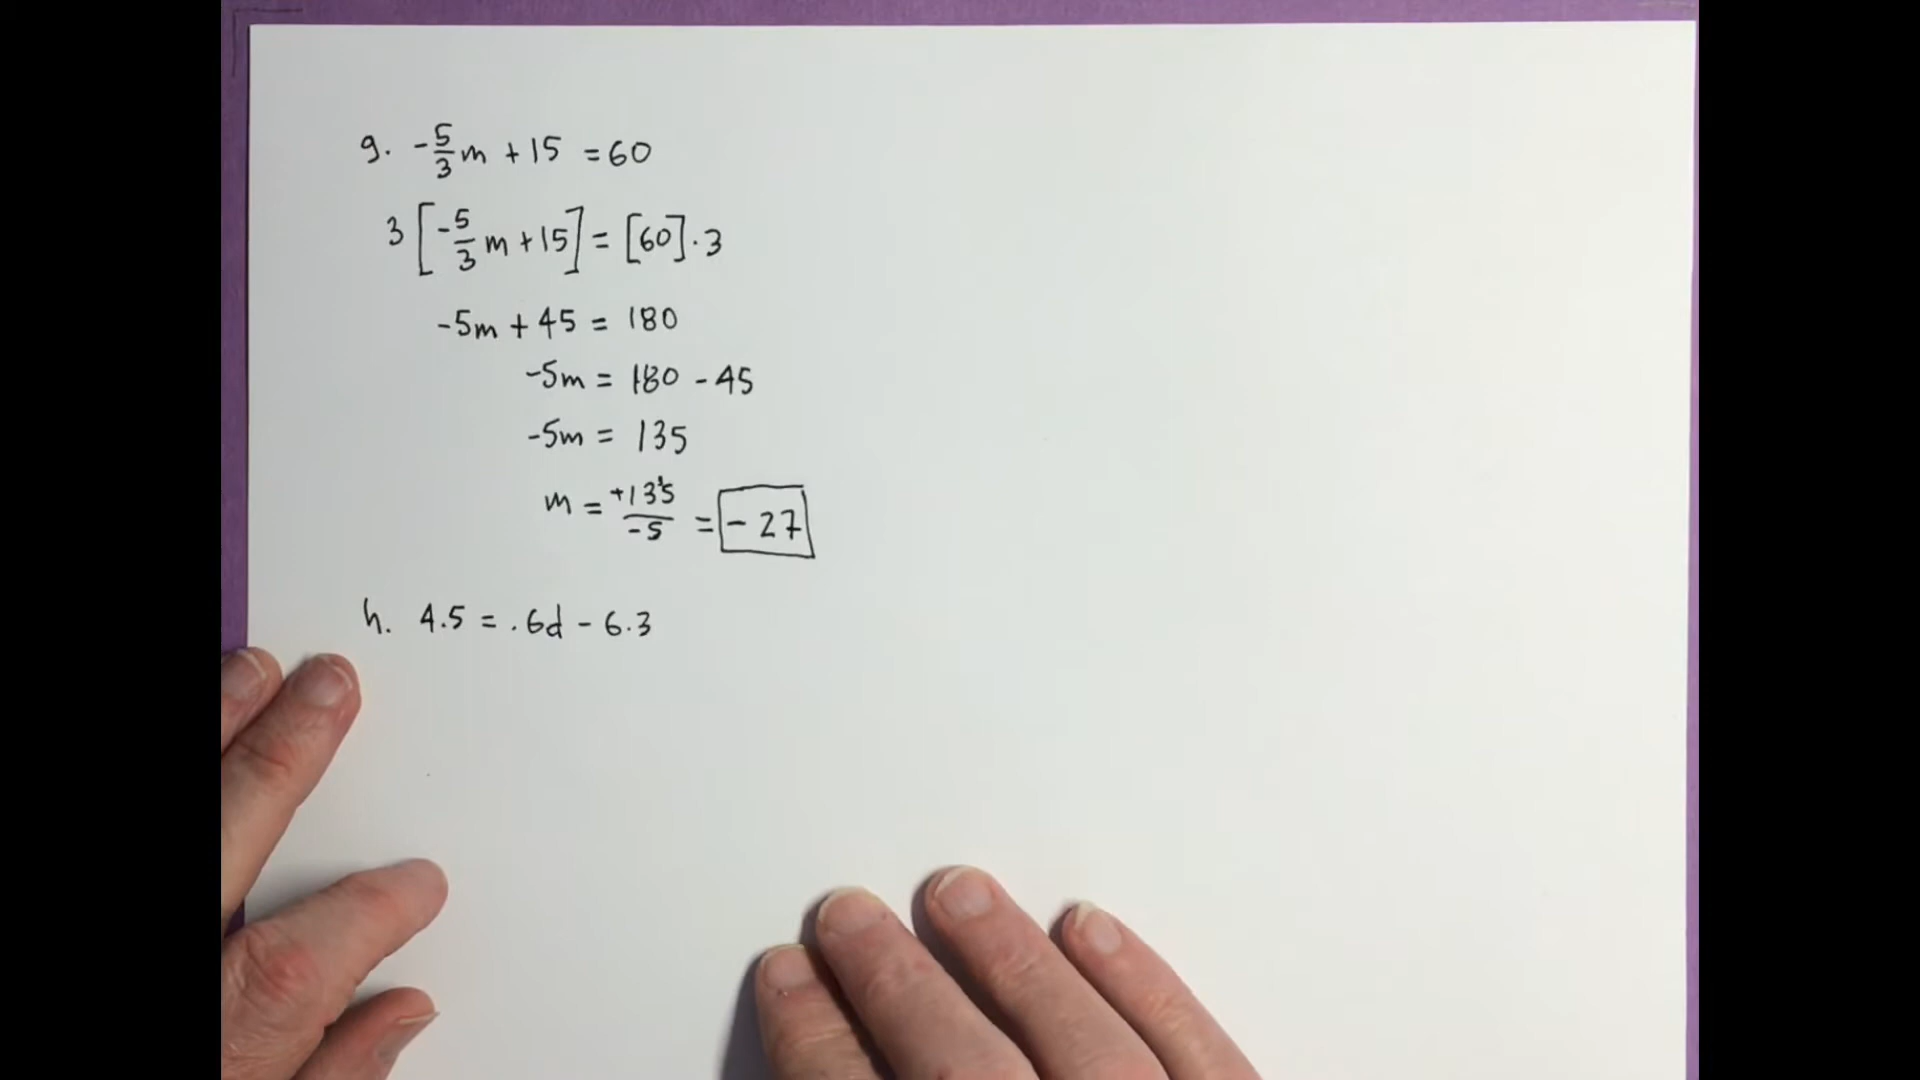 g. -5/3 m + 15 = 60
3 [-5/3 m + 15] = [60] · 3
-5m + 45 = 180
-5m = 180 - 45
-5m = 135
m = +135/-5 = - 27
h. 4.5 = .6d - 6.3